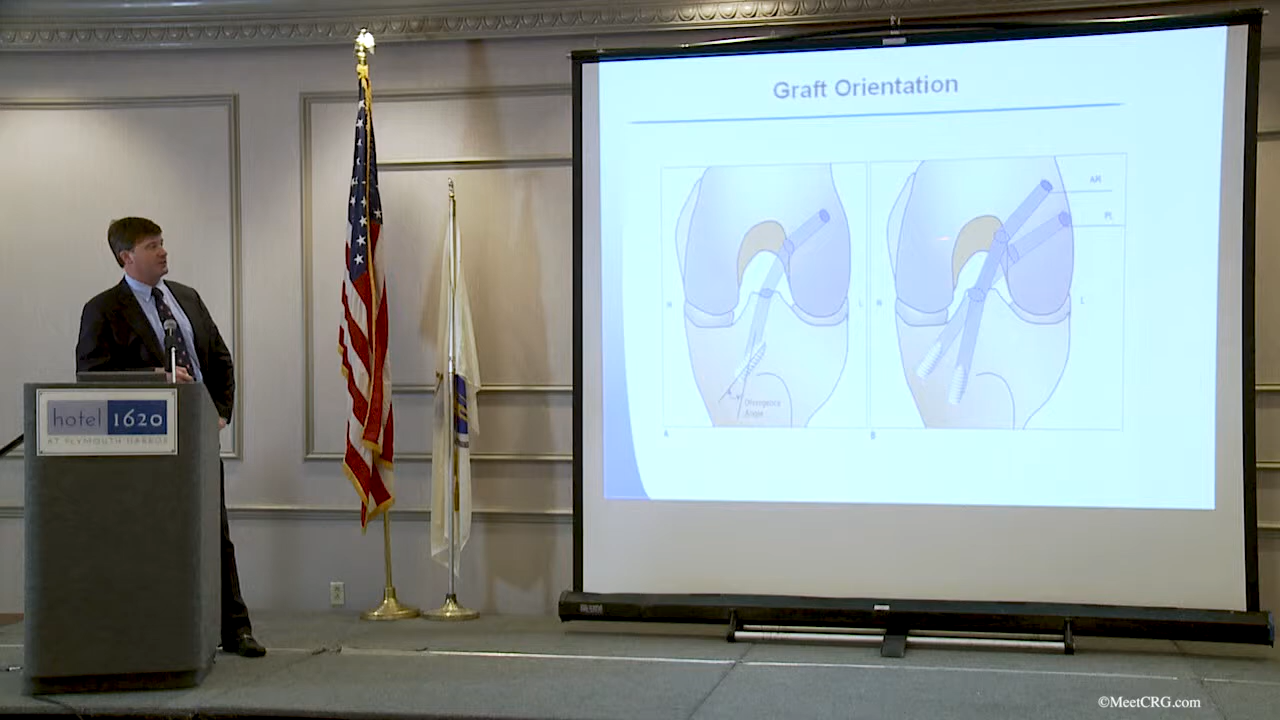 Graft Orientation
AM
PL
M
L
M
L
Divergence
Angle
A
B
hotel 1620
AT PLYMOUTH HARBOR
©MeetCRG.com